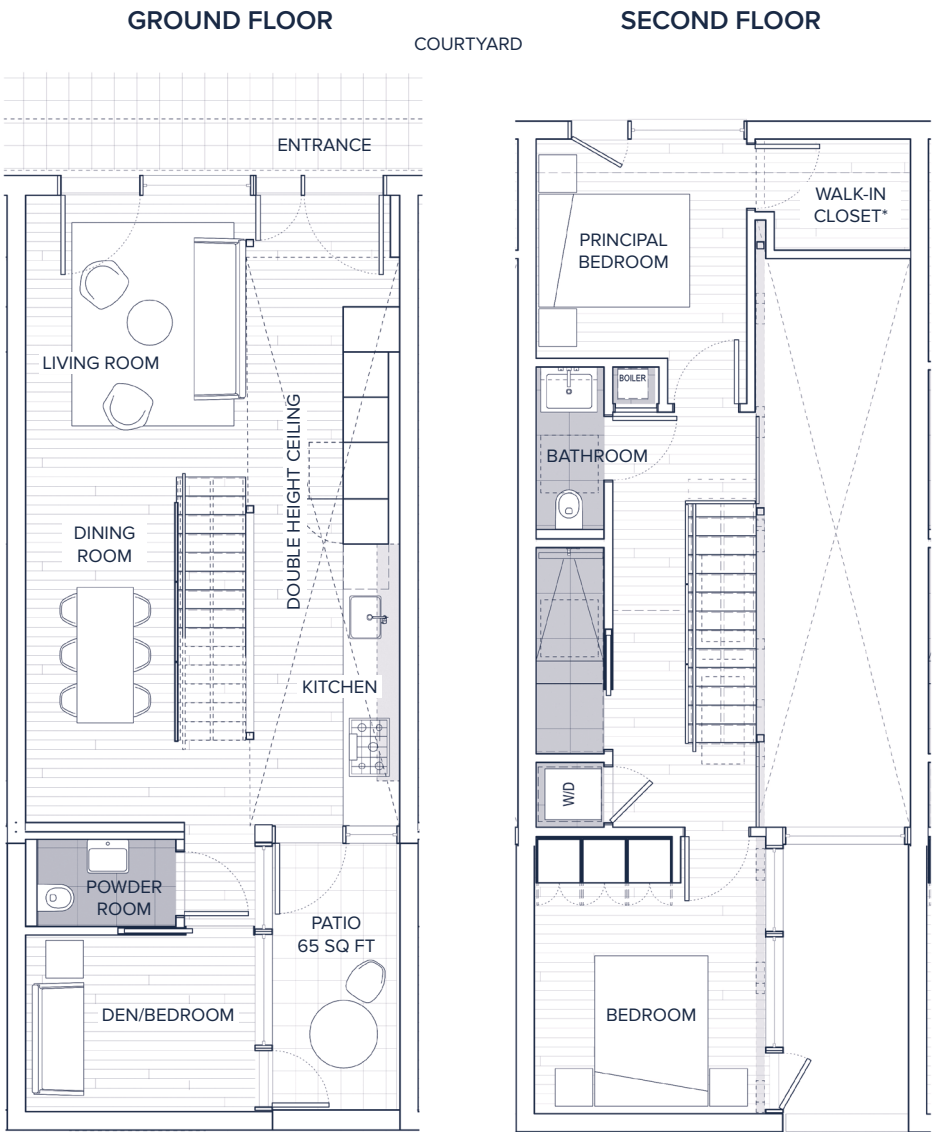 GROUND FLOOR
SECOND FLOOR
COURTYARD
ENTRANCE
LIVING ROOM
DOUBLE HEIGHT CEILING
DINING
ROOM
KITCHEN
POWDER
ROOM
PATIO
65 SQ FT
DEN/BEDROOM
WALK-IN
CLOSET*
PRINCIPAL
BEDROOM
BOILER
BATHROOM
W/D
BEDROOM